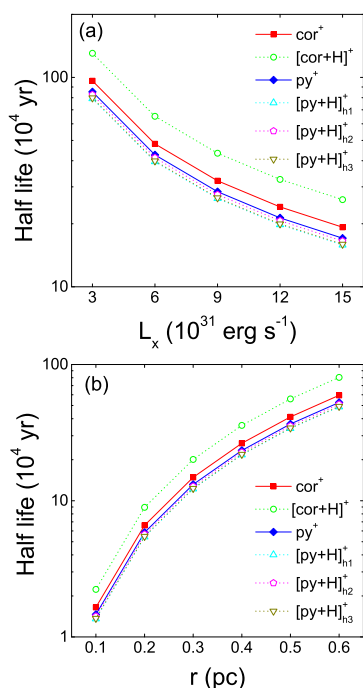 (a)
cor⁺
[cor+H]⁺
py⁺
[py+H]⁺h1
[py+H]⁺h2
[py+H]⁺h3
Half life (10⁴ yr)
100
10
3 6 9 12 15
Lₓ (10³¹ erg s⁻¹)
(b)
cor⁺
[cor+H]⁺
py⁺
[py+H]⁺h1
[py+H]⁺h2
[py+H]⁺h3
Half life (10⁴ yr)
100
10
1
0.1 0.2 0.3 0.4 0.5 0.6
r (pc)